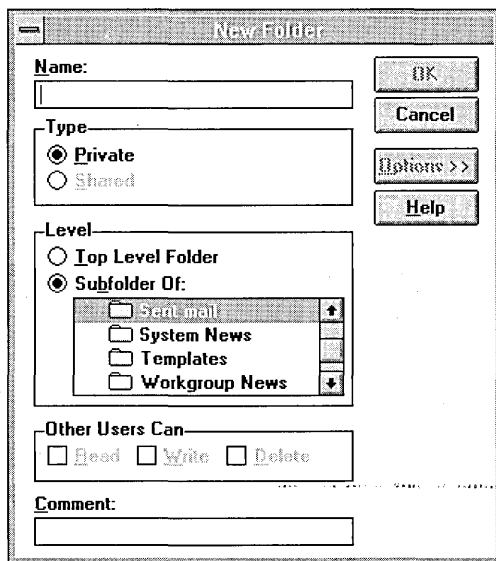 New Folder
Name:
OK
Cancel
Type
Private
Shared
Options >>
Help
Level
Top Level Folder
Subfolder Of:
Sent mail
System News
Templates
Workgroup News
Other Users Can
Read Write Delete
Comment: